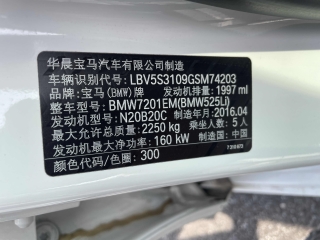 华晨宝马汽车有限公司制造
车辆识别代号: LBV5S3109GSM74203
品牌: 宝马(BMW)牌 发动机排量: 1997 ml
整车型号: BMW7201EM(BMW525Li)
发动机型号: N20B20C 制造年月: 2016.04
最大允许总质量: 2250 kg 乘坐人数: 5 人
发动机最大净功率: 160 kW 制造国: 中国
颜色代码/色圈: 300